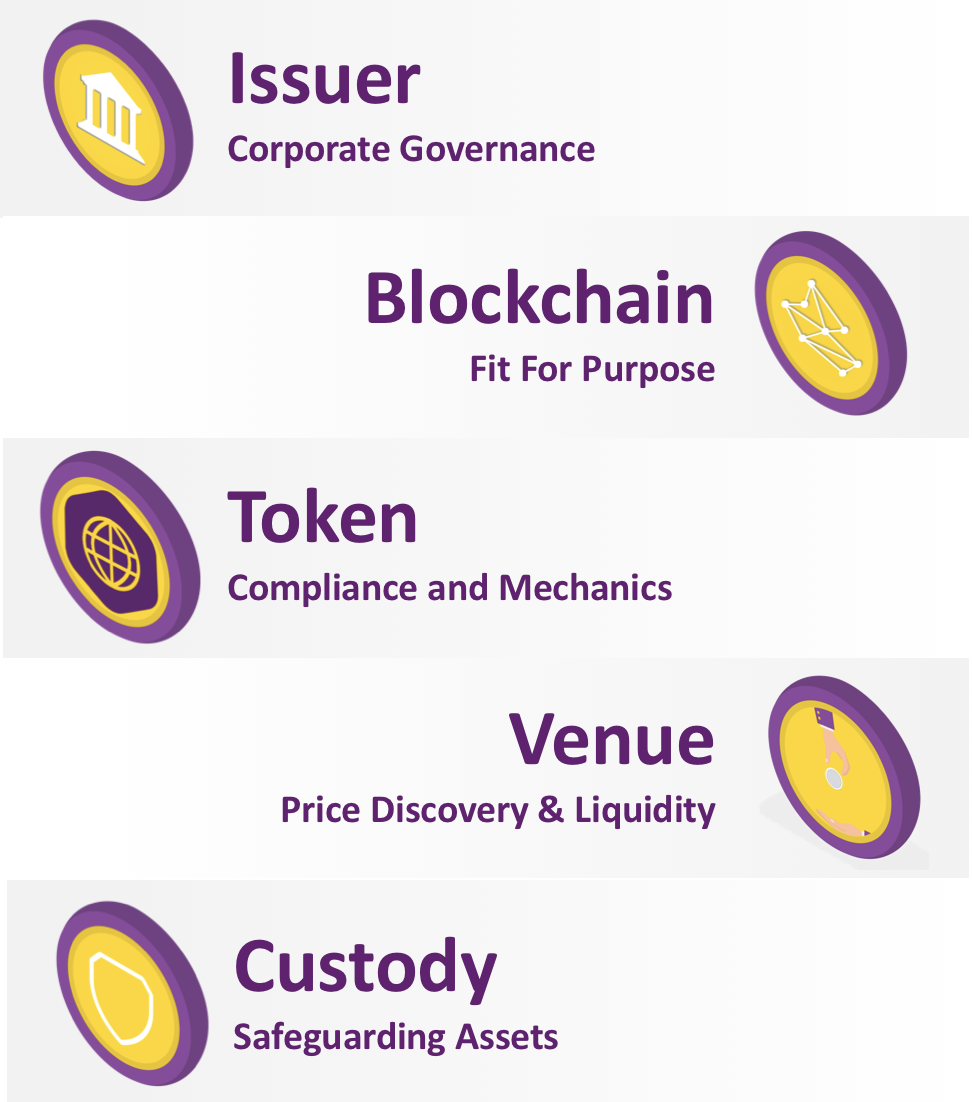 Issuer
Corporate Governance
Blockchain
Fit For Purpose
Token
Compliance and Mechanics
Venue
Price Discovery & Liquidity
Custody
Safeguarding Assets